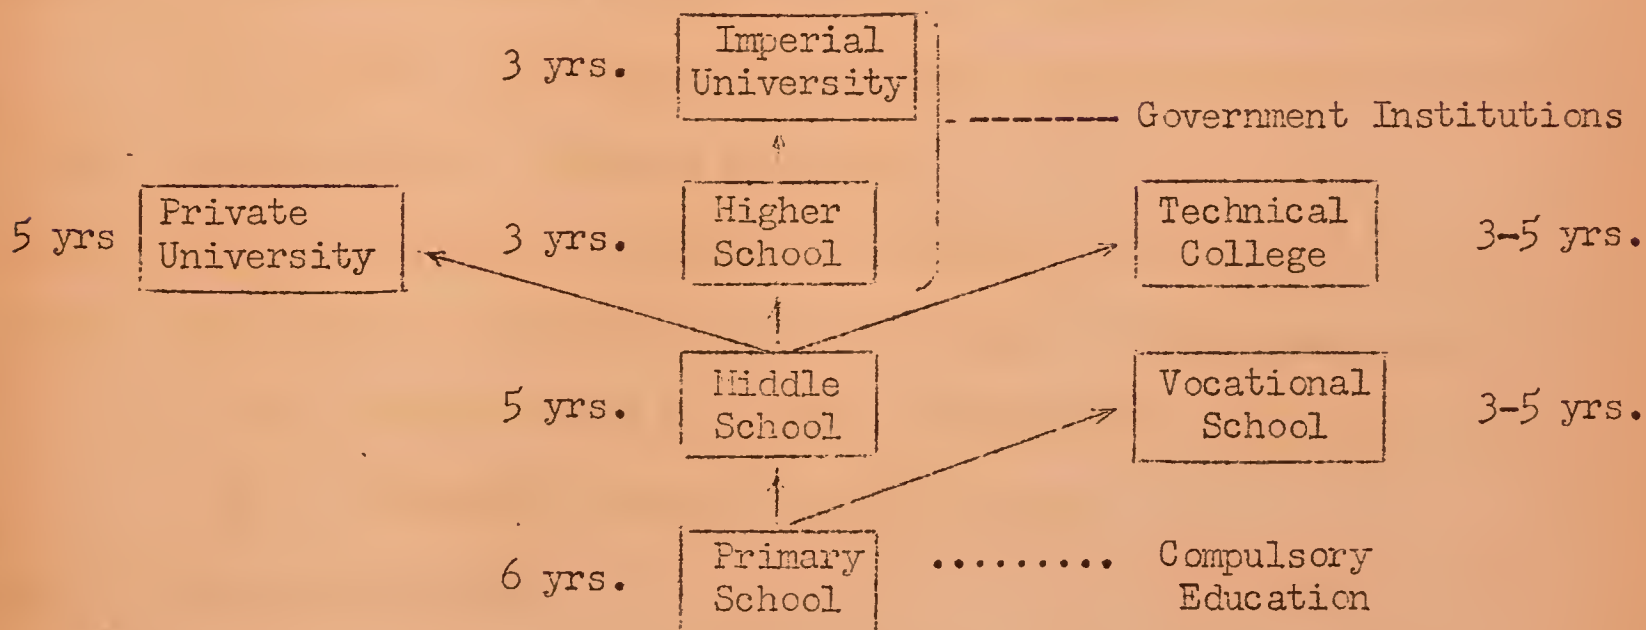 3 yrs.
Imperial
University
Government Institutions
5 yrs
Private
University
3 yrs.
Higher
School
Technical
College
3-5 yrs.
5 yrs.
Middle
School
Vocational
School
3-5 yrs.
6 yrs.
Primary
School
Compulsory
Education